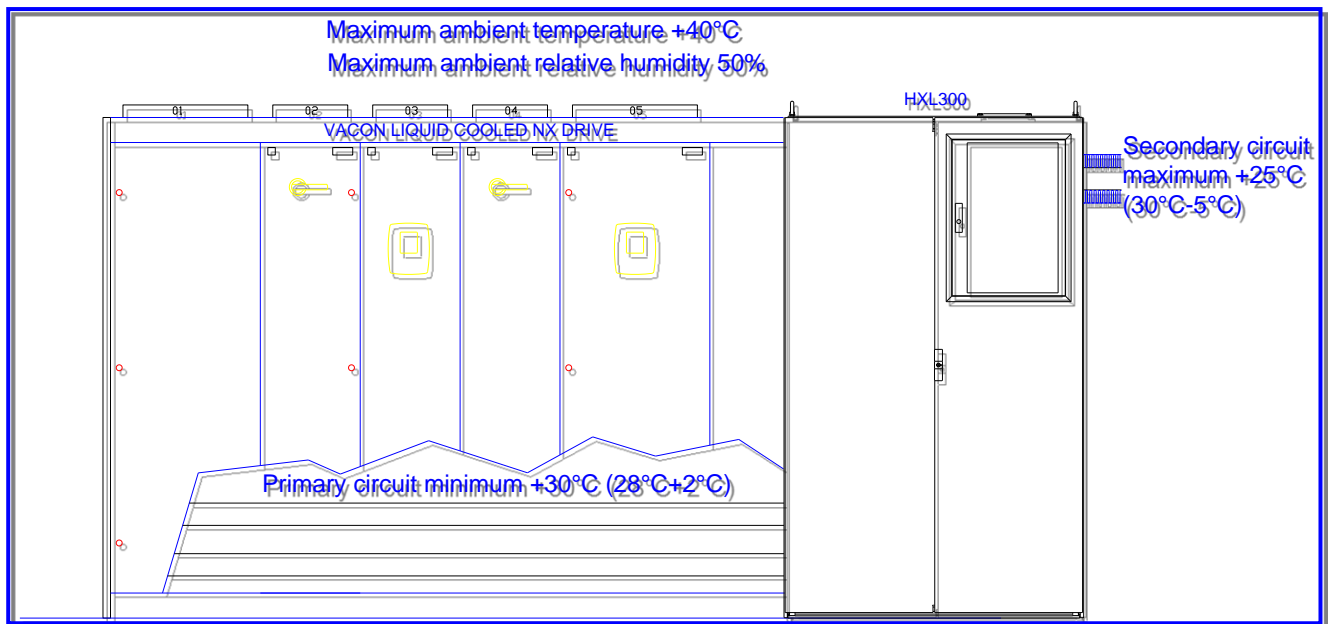 Maximum ambient temperature +40°C
Maximum ambient relative humidity 50%
HXL300
01 02 03 04 05
VACON LIQUID COOLED NX DRIVE
Secondary circuit
maximum +25°C
(30°C-5°C)
Primary circuit minimum +30°C (28°C+2°C)